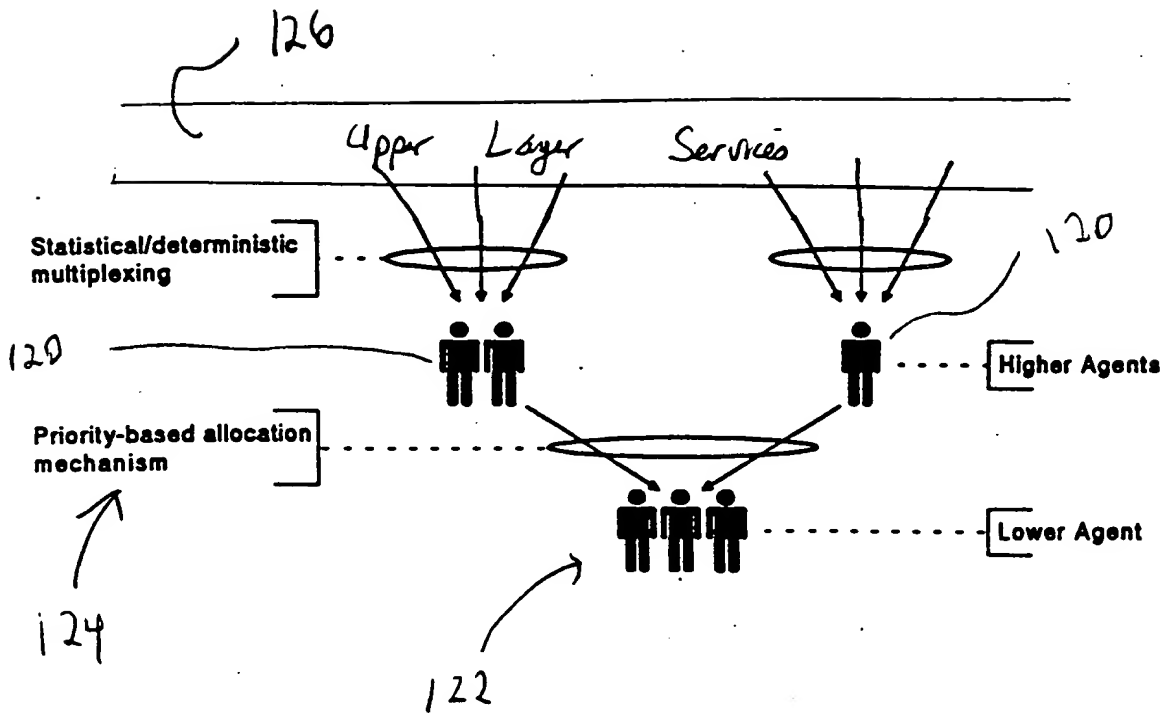 126
Upper Layer Services
Statistical/deterministic
multiplexing
120
120
Higher Agents
Priority-based allocation
mechanism
Lower Agent
124
122